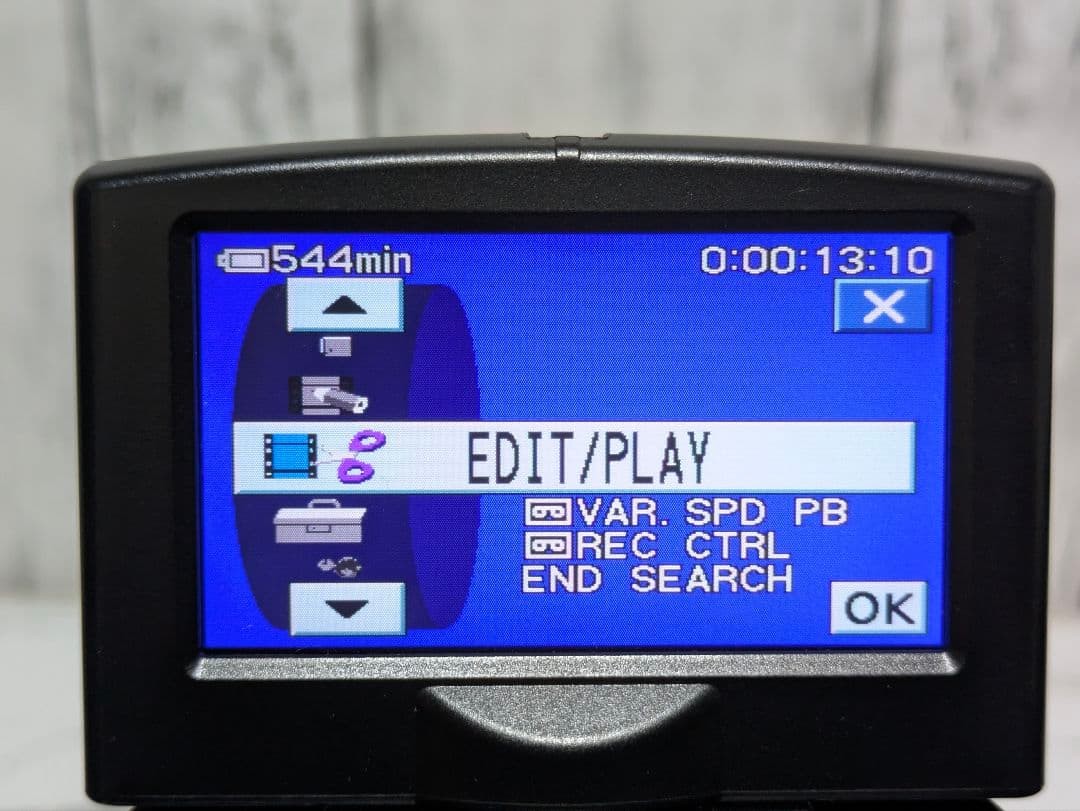 544min
0:00:13:10
X
EDIT/PLAY
VAR. SPD PB
REC CTRL
END SEARCH
OK